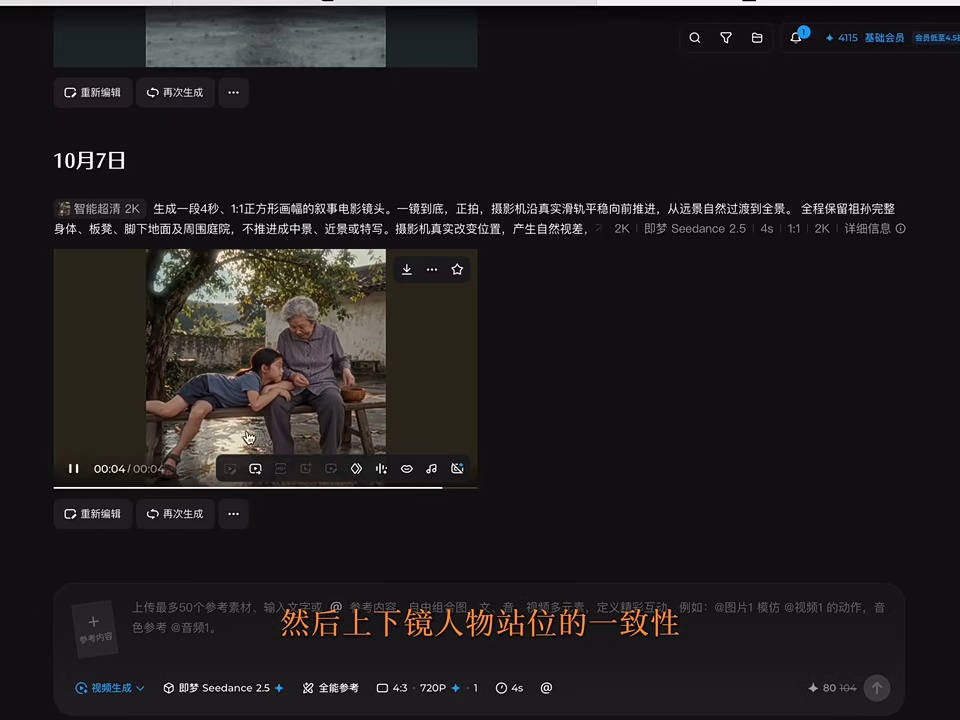 1
4115 基础会员
重新编辑 再次生成
10月7日
智能超清 2K 生成一段4秒、1:1正方形画幅的叙事电影镜头。一镜到底，正拍，摄影机沿真实滑轨平稳向前推进，从远景自然过渡到全景。 全程保留祖孙完整
身体、板凳、脚下地面及周围庭院，不推进成中景、近景或特写。摄影机真实改变位置，产生自然视差， 2K 即梦 Seedance 2.5 4s 1:1 2K 详细信息
00:04/00:04
重新编辑 再次生成
上传最多50个参考素材、输入文字或 @ 参考内容，自由组合图、文、音、视频多元素，定义精彩互动。例如：@图片1 模仿 @视频1 的动作，音
色参考 @音频1。
参考内容
然后上下镜人物站位的一致性
视频生成 即梦 Seedance 2.5 全能参考 4:3 720P 1 4s @ 80 104